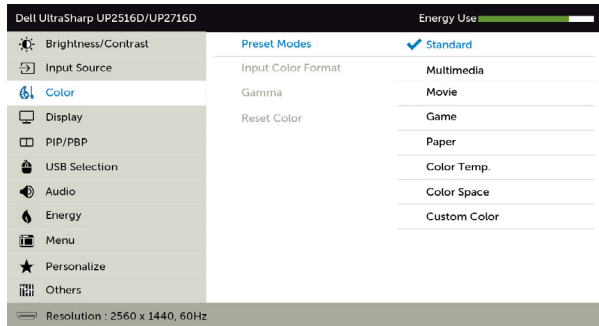 Dell UltraSharp UP2516D/UP2716D Energy Use
Brightness/Contrast Preset Modes Standard
Input Source Input Color Format Multimedia
Color Gamma Movie
Display Reset Color Game
PIP/PBP Paper
USB Selection Color Temp.
Audio Color Space
Energy Custom Color
Menu
Personalize
Others
Resolution : 2560 x 1440, 60Hz